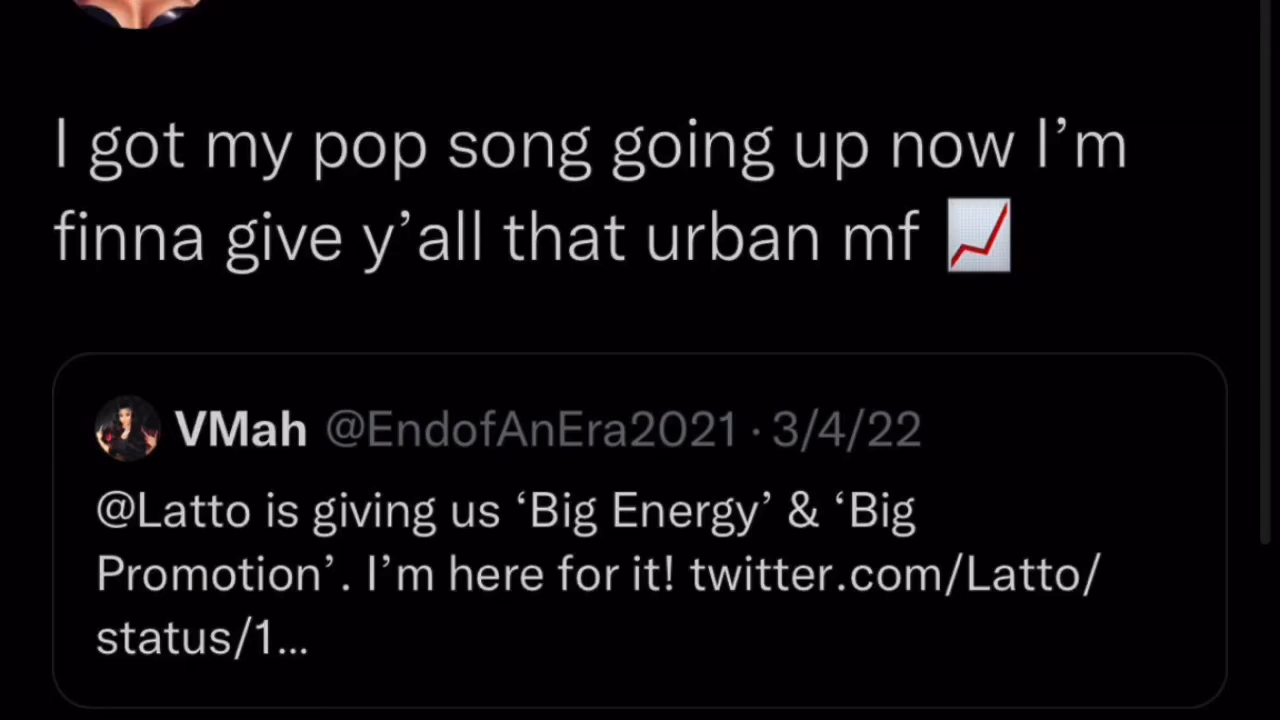 I got my pop song going up now I’m
finna give y’all that urban mf 📈
VMah @EndofAnEra2021 · 3/4/22
@Latto is giving us ‘Big Energy’ & ‘Big
Promotion’. I’m here for it! twitter.com/Latto/
status/1...